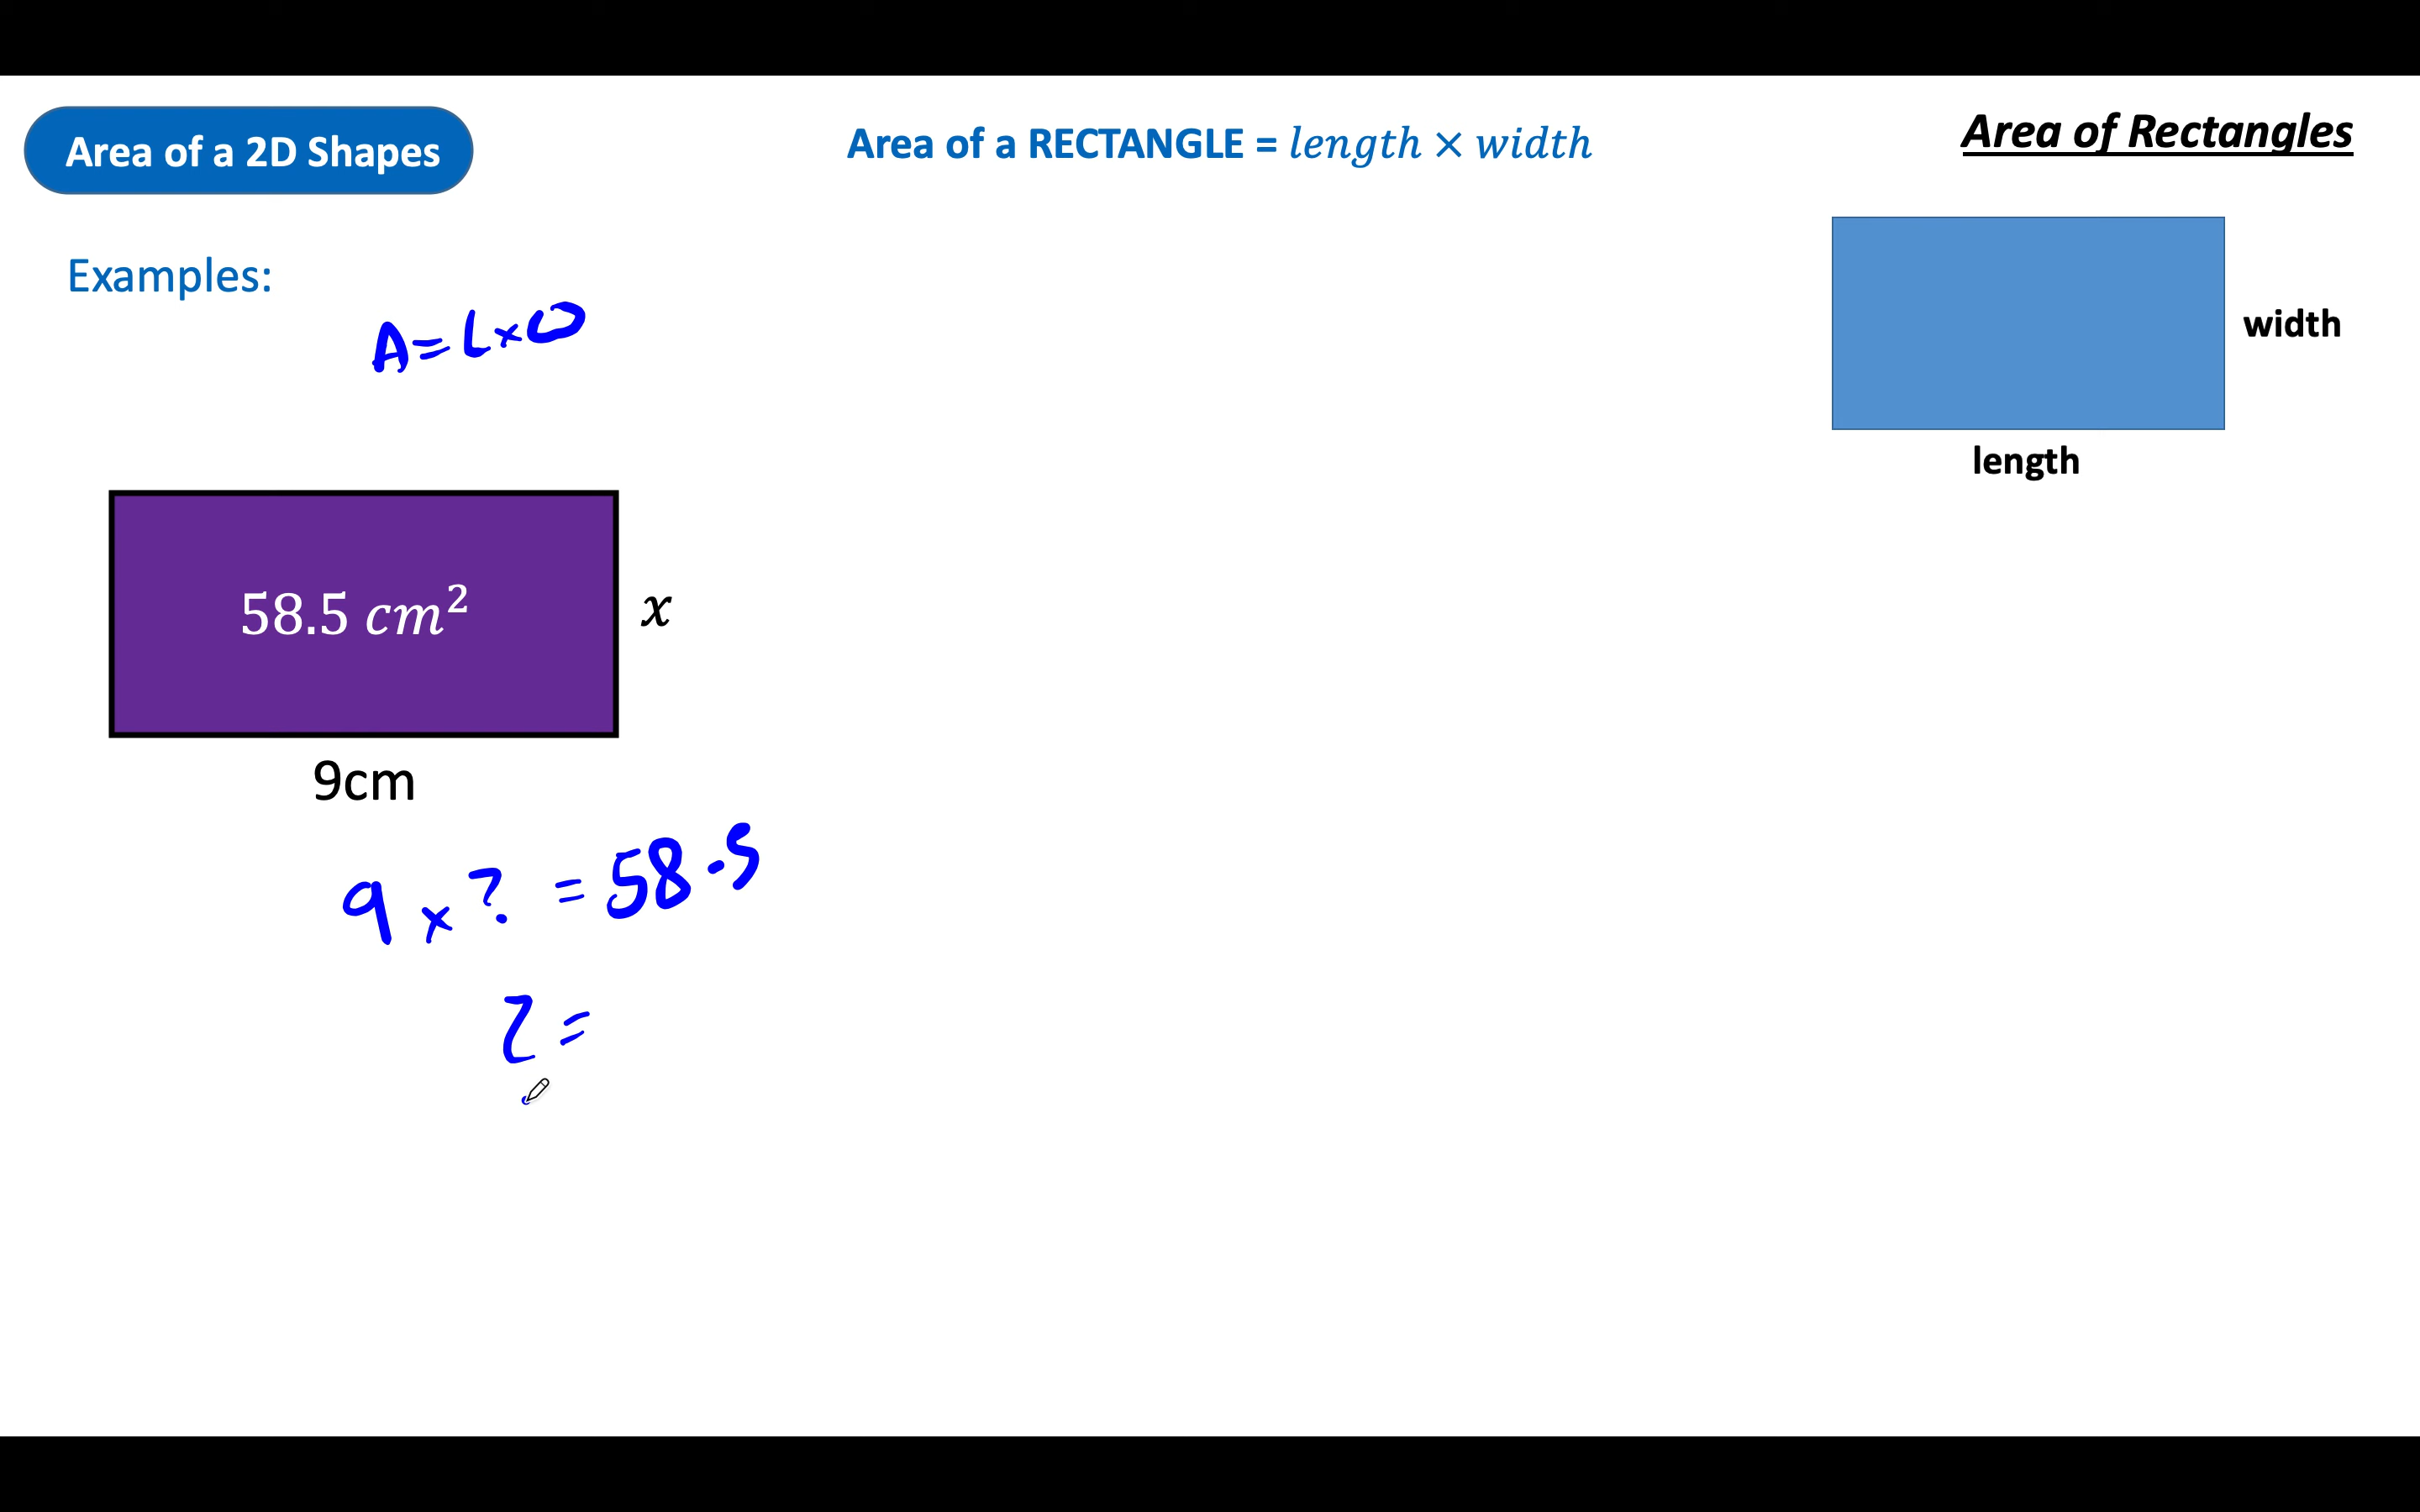 Area of a 2D Shapes
Area of a RECTANGLE = length × width
Area of Rectangles
Examples:
A = L × W
width
length
58.5 cm²
x
9cm
9 × ? = 58.5
? =